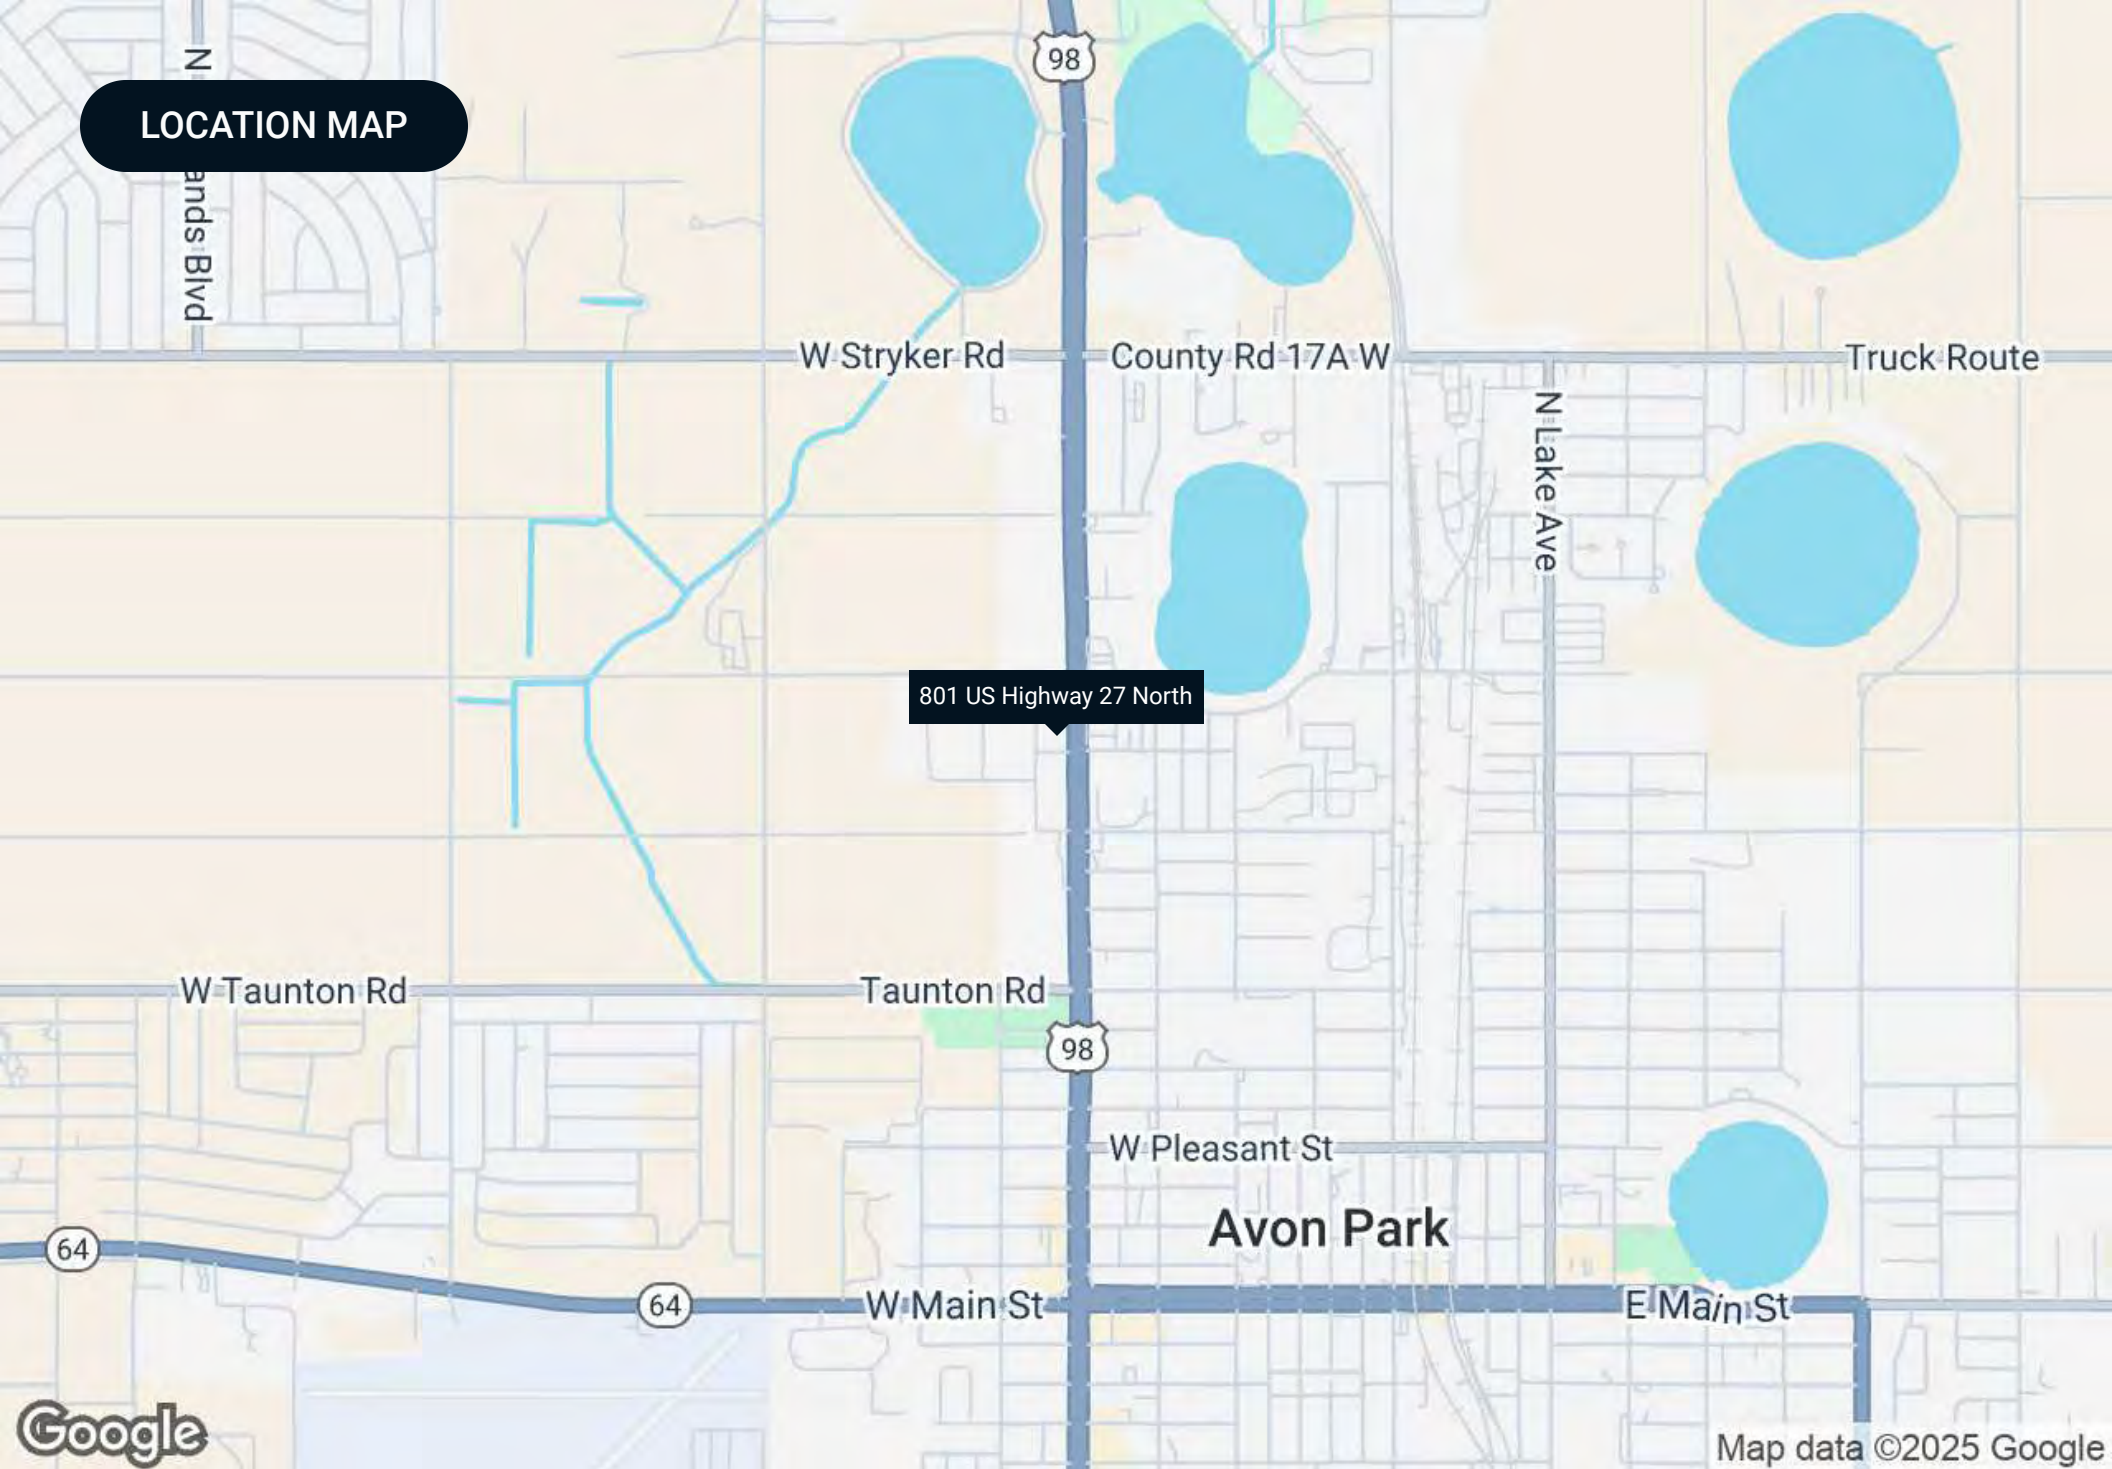 N
LOCATION MAP
ands Blvd
98
W Stryker Rd
County Rd 17A W
Truck Route
N Lake Ave
801 US Highway 27 North
W Taunton Rd
Taunton Rd
98
W Pleasant St
Avon Park
64
64
W Main St
E Main St
Google
Map data ©2025 Google